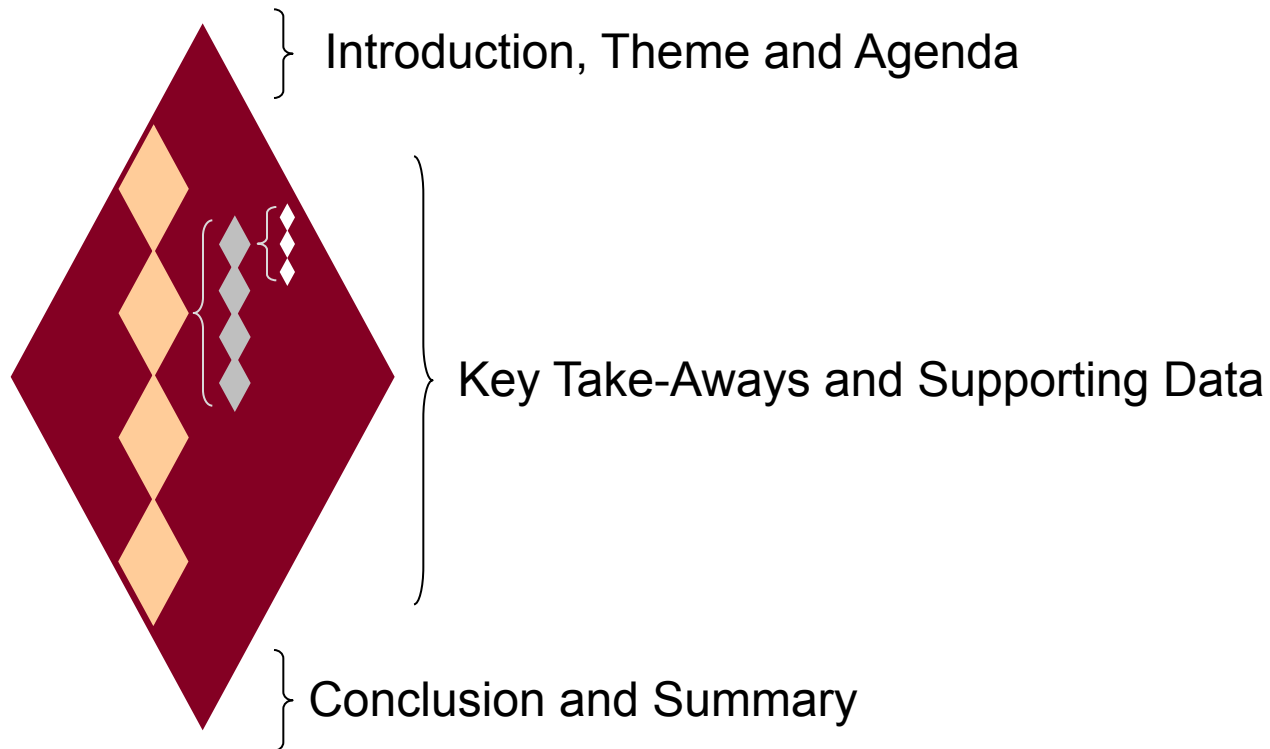 Introduction, Theme and Agenda
Key Take-Aways and Supporting Data
Conclusion and Summary